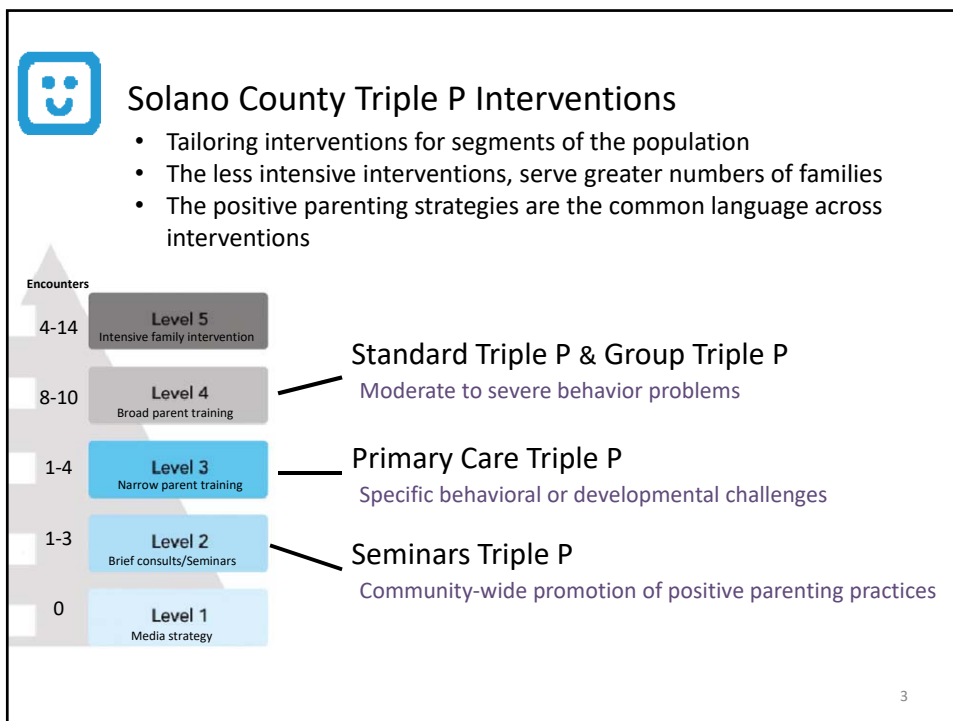 Solano County Triple P Interventions
• Tailoring interventions for segments of the population
• The less intensive interventions, serve greater numbers of families
• The positive parenting strategies are the common language across
interventions
Encounters
4-14
Level 5
Intensive family intervention
8-10
Level 4
Broad parent training
Standard Triple P & Group Triple P
Moderate to severe behavior problems
1-4
Level 3
Narrow parent training
Primary Care Triple P
Specific behavioral or developmental challenges
1-3
Level 2
Brief consults/Seminars
Seminars Triple P
Community-wide promotion of positive parenting practices
0
Level 1
Media strategy
3